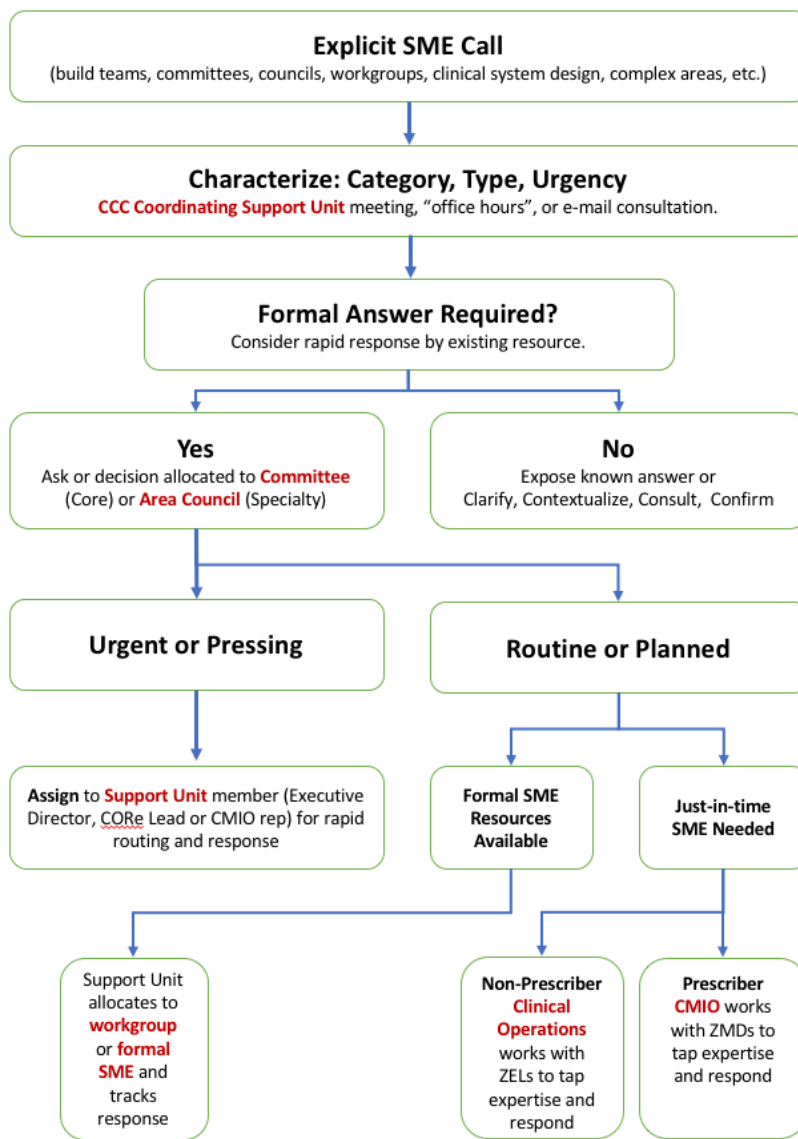 Explicit SME Call
(build teams, committees, councils, workgroups, clinical system design, complex areas, etc.)
Characterize: Category, Type, Urgency
CCC Coordinating Support Unit meeting, “office hours”, or e-mail consultation.
Formal Answer Required?
Consider rapid response by existing resource.
Yes
Ask or decision allocated to Committee
(Core) or Area Council (Specialty)
No
Expose known answer or
Clarify, Contextualize, Consult, Confirm
Urgent or Pressing
Routine or Planned
Assign to Support Unit member (Executive
Director, CORe Lead or CMIO rep) for rapid
routing and response
Formal SME
Resources
Available
Just-in-time
SME Needed
Support Unit
allocates to
workgroup
or formal
SME and
tracks
response
Non-Prescriber
Clinical
Operations
works with
ZELs to tap
expertise and
respond
Prescriber
CMIO works
with ZMDs to
tap expertise
and respond